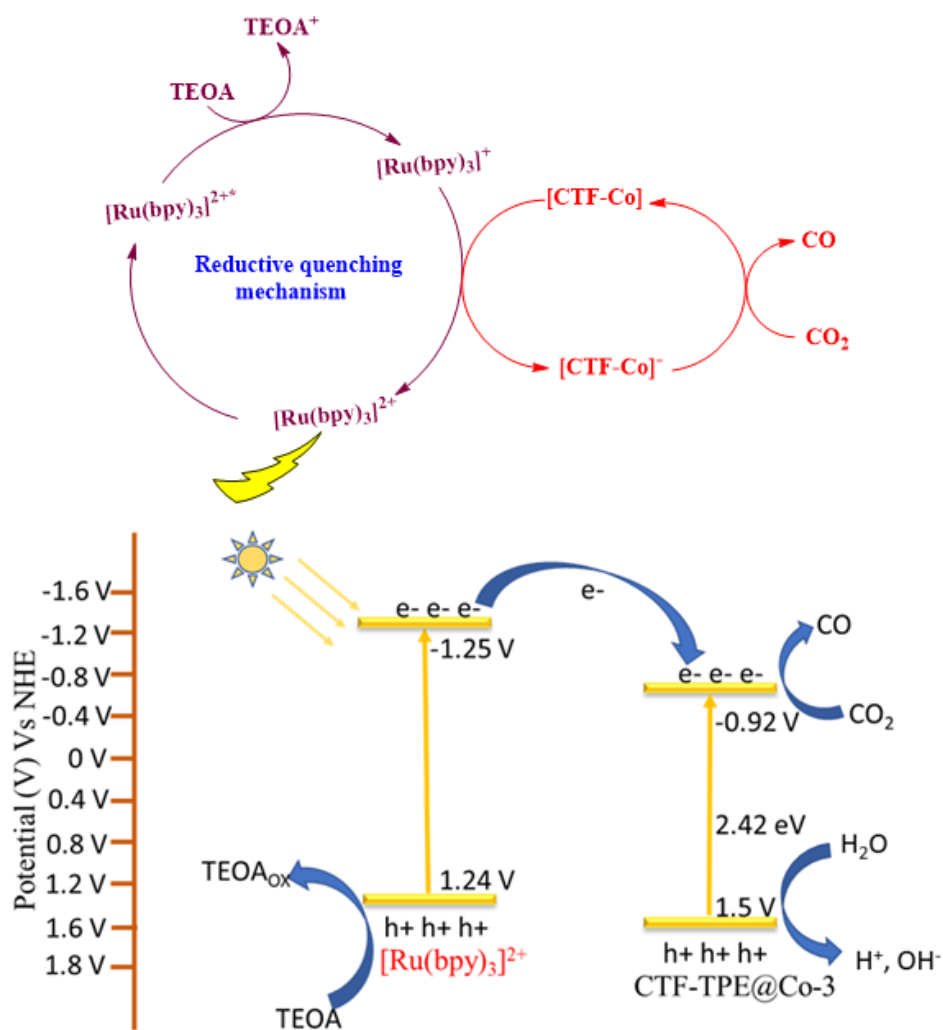 TEOA⁺
TEOA
[Ru(bpy)₃]⁺
[Ru(bpy)₃]²⁺*
[CTF-Co]
CO
Reductive quenching
mechanism
CO₂
[CTF-Co]⁻
[Ru(bpy)₃]²⁺
Potential (V) Vs NHE
-1.6 V
-1.2 V
-0.8 V
-0.4 V
0 V
0.4 V
0.8 V
1.2 V
1.6 V
1.8 V
e- e- e-
-1.25 V
e-
e- e- e-
-0.92 V
CO
CO₂
2.42 eV
H₂O
TEOA_OX
1.24 V
h+ h+ h+
[Ru(bpy)₃]²⁺
TEOA
1.5 V
h+ h+ h+
CTF-TPE@Co-3
H⁺, OH⁻